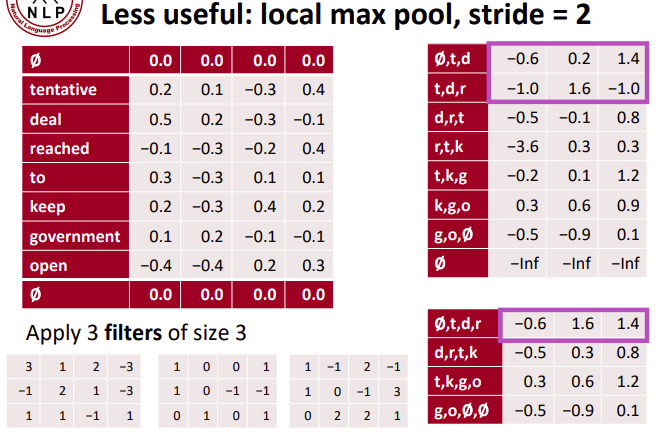 NLP
Natural Language Processing
Less useful: local max pool, stride = 2
Ø 0.0 0.0 0.0 0.0
tentative 0.2 0.1 −0.3 0.4
deal 0.5 0.2 −0.3 −0.1
reached −0.1 −0.3 −0.2 0.4
to 0.3 −0.3 0.1 0.1
keep 0.2 −0.3 0.4 0.2
government 0.1 0.2 −0.1 −0.1
open −0.4 −0.4 0.2 0.3
Ø 0.0 0.0 0.0 0.0
Apply 3 filters of size 3
3 1 2 −3
−1 2 1 −3
1 1 −1 1
1 0 0 1
1 0 −1 −1
0 1 0 1
1 −1 2 −1
1 0 −1 3
0 2 2 1
Ø,t,d −0.6 0.2 1.4
t,d,r −1.0 1.6 −1.0
d,r,t −0.5 −0.1 0.8
r,t,k −3.6 0.3 0.3
t,k,g −0.2 0.1 1.2
k,g,o 0.3 0.6 0.9
g,o,Ø −0.5 −0.9 0.1
Ø −Inf −Inf −Inf
Ø,t,d,r −0.6 1.6 1.4
d,r,t,k −0.5 0.3 0.8
t,k,g,o 0.3 0.6 1.2
g,o,Ø,Ø −0.5 −0.9 0.1